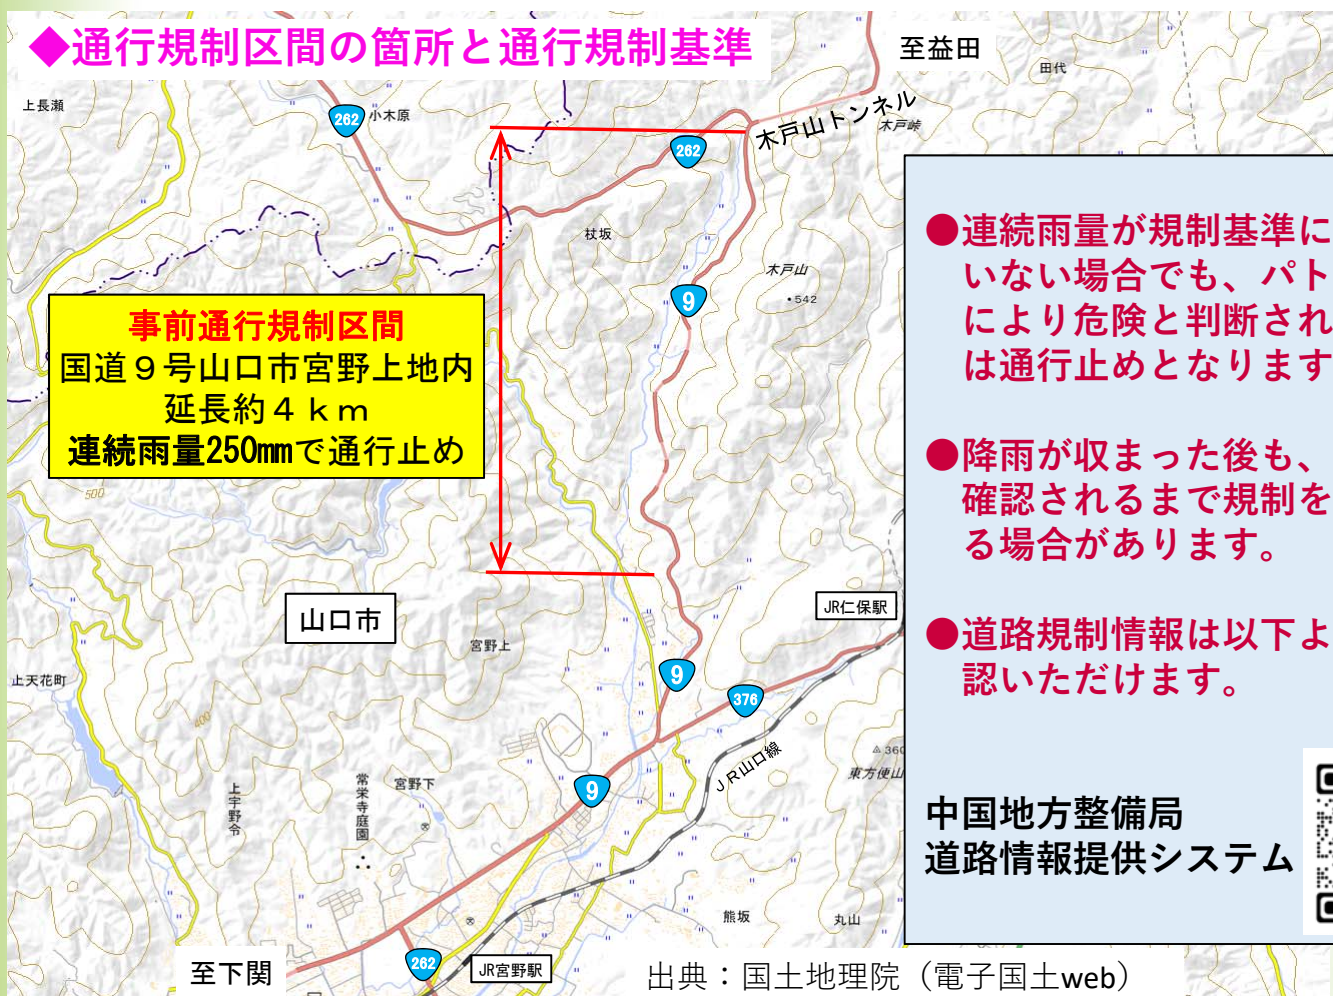 ◆通行規制区間の箇所と通行規制基準
至益田
田代
上長瀬
262
小木原
木戸山トンネル
木戸峠
262
杖坂
木戸山
・542
9
事前通行規制区間
国道９号山口市宮野上地内
延長約４ｋｍ
連続雨量250mmで通行止め
●連続雨量が規制基準に
いない場合でも、パト
により危険と判断され
は通行止めとなります
●降雨が収まった後も、
確認されるまで規制を
る場合があります。
●道路規制情報は以下よ
認いただけます。
中国地方整備局
道路情報提供システム
500
山口市
宮野上
JR仁保駅
上天花町
9
376
400
ＪＲ山口線
360
東方便山
上宇野令
常栄寺庭園
宮野下
9
熊坂
丸山
至下関
262
JR宮野駅
出典：国土地理院（電子国土web）